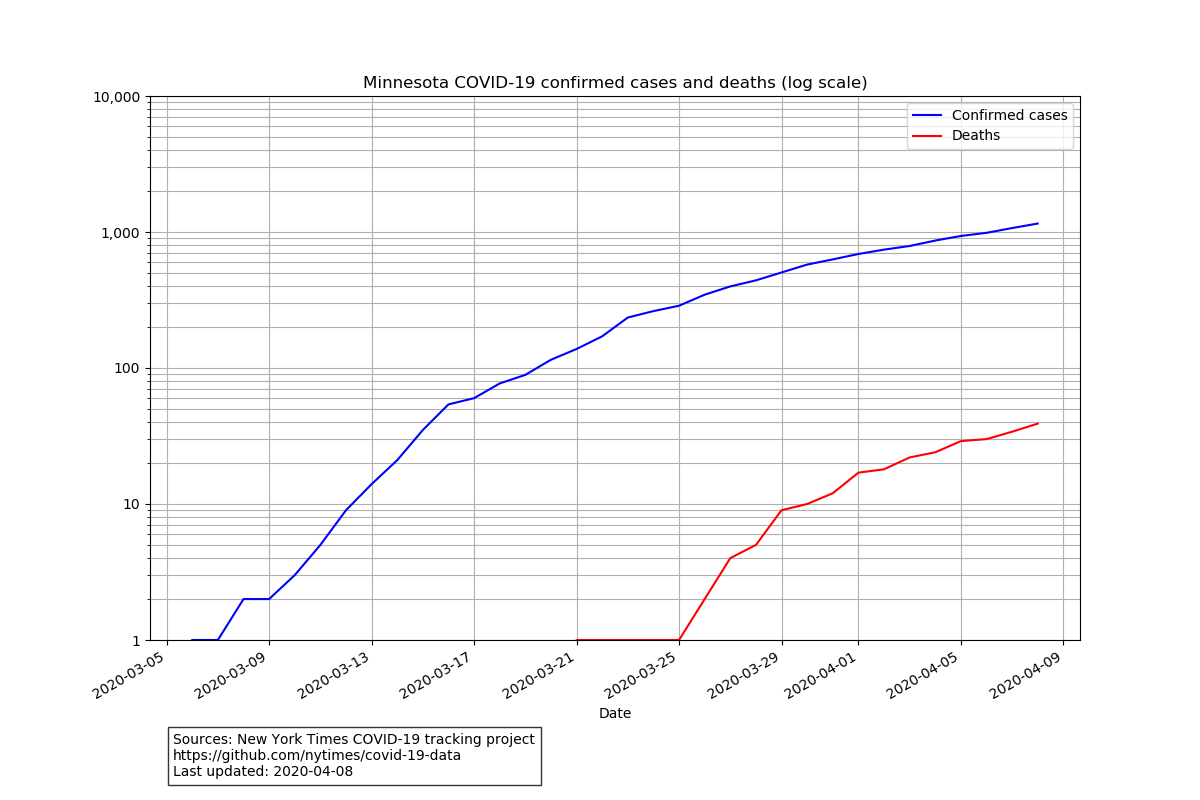 Minnesota COVID-19 confirmed cases and deaths (log scale)
10,000
1,000
100
10
1
Confirmed cases
Deaths
2020-03-05
2020-03-09
2020-03-13
2020-03-17
2020-03-21
2020-03-25
2020-03-29
2020-04-01
2020-04-05
2020-04-09
Date
Sources: New York Times COVID-19 tracking project
https://github.com/nytimes/covid-19-data
Last updated: 2020-04-08